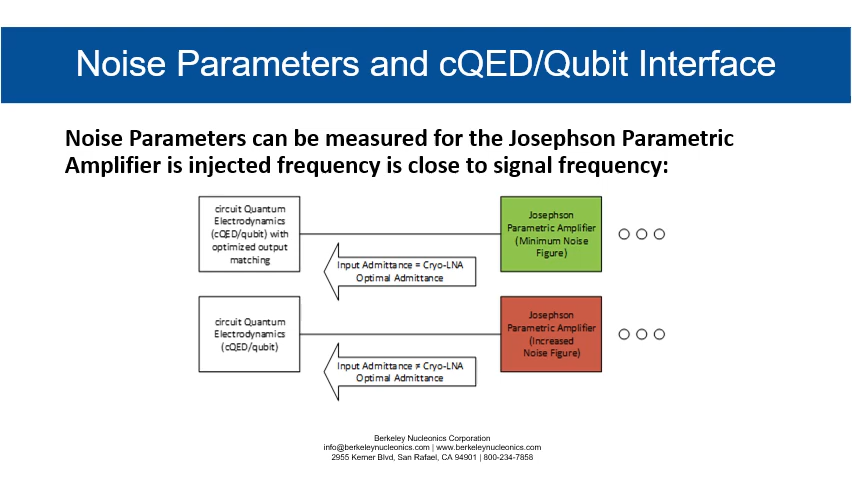 Noise Parameters and cQED/Qubit Interface
Noise Parameters can be measured for the Josephson Parametric
Amplifier is injected frequency is close to signal frequency:
circuit Quantum
Electrodynamics
(cQED/qubit) with
optimized output
matching
Input Admittance = Cryo-LNA
Optimal Admittance
Josephson
Parametric Amplifier
(Minimum Noise
Figure)
circuit Quantum
Electrodynamics
(cQED/qubit)
Input Admittance ≠ Cryo-LNA
Optimal Admittance
Josephson
Parametric Amplifier
(Increased
Noise Figure)
Berkeley Nucleonics Corporation
info@berkeleynucleonics.com | www.berkeleynucleonics.com
2955 Kerner Blvd, San Rafael, CA 94901 | 800-234-7858